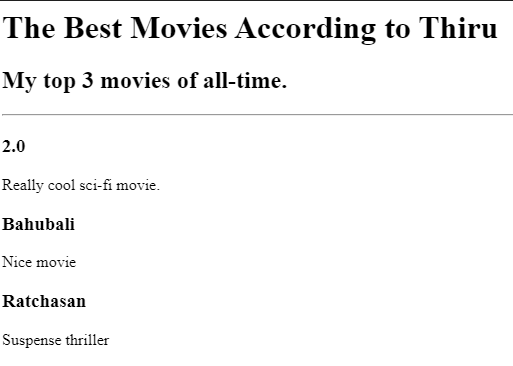 The Best Movies According to Thiru
My top 3 movies of all-time.
2.0
Really cool sci-fi movie.
Bahubali
Nice movie
Ratchasan
Suspense thriller